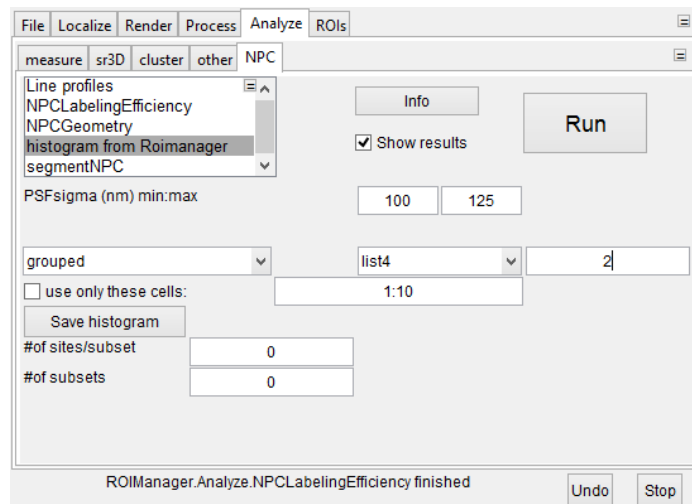 File Localize Render Process Analyze ROIs
measure sr3D cluster other NPC
Line profiles
NPCLabelingEfficiency
NPCGeometry
histogram from Roimanager
segmentNPC
Info
Show results
Run
PSFsigma (nm) min:max 100 125
grouped list4 2
use only these cells: 1:10
Save histogram
#of sites/subset 0
#of subsets 0
ROIManager.Analyze.NPCLabelingEfficiency finished Undo Stop